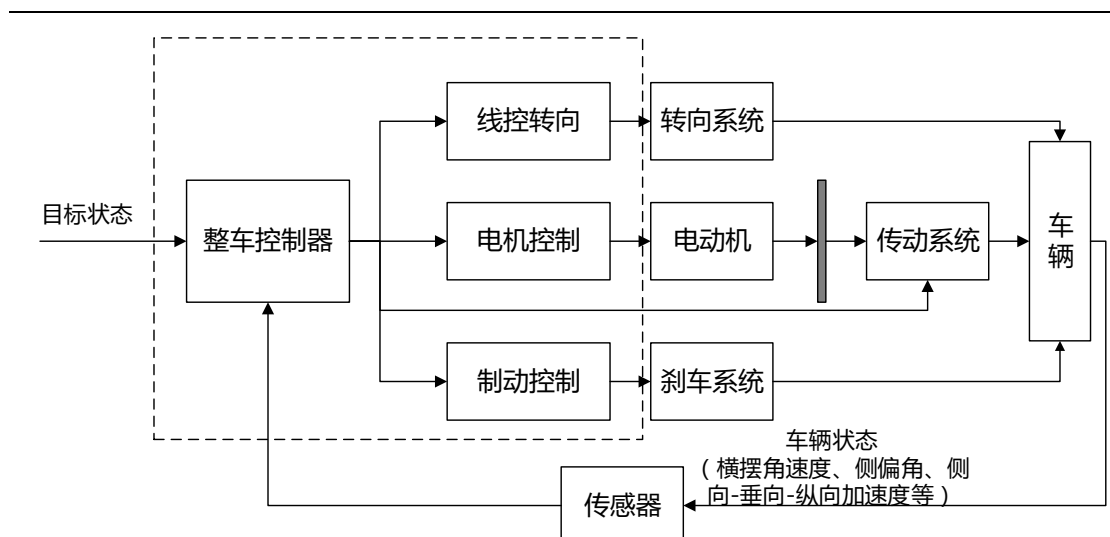 线控转向
转向系统
目标状态
整车控制器
电机控制
电动机
传动系统
车
辆
制动控制
刹车系统
车辆状态
（横摆角速度、侧偏角、侧
向-垂向-纵向加速度等）
传感器